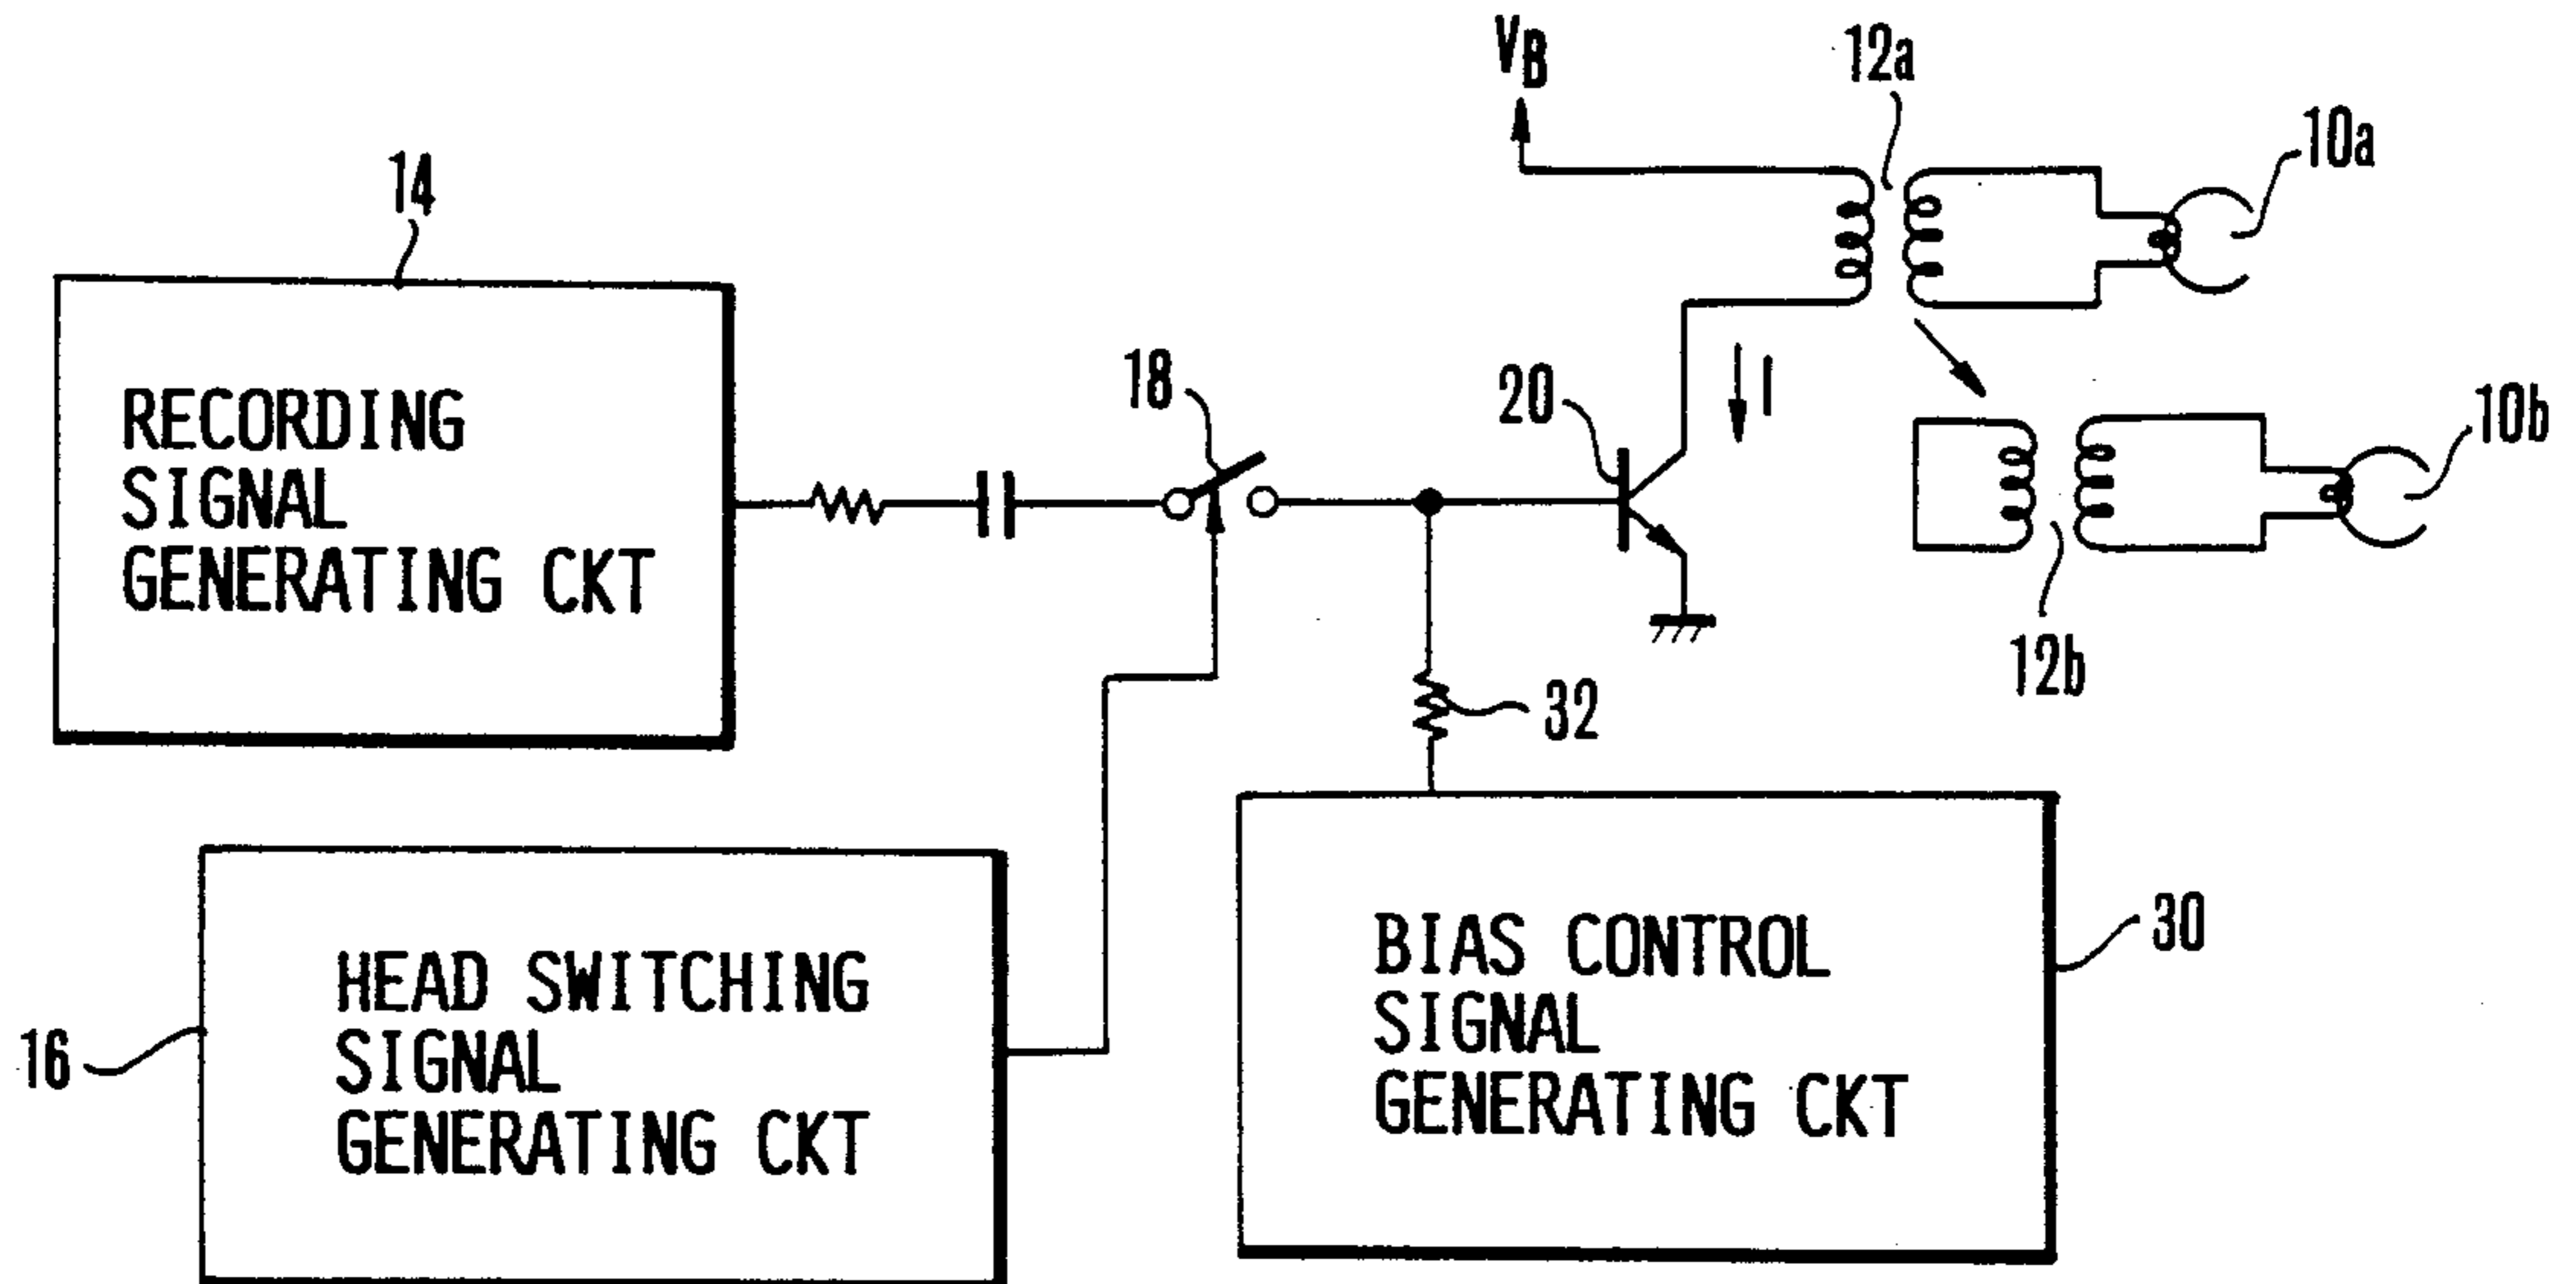 VB
12a
10a
14
RECORDING
SIGNAL
GENERATING CKT
18
20
I
10b
12b
32
HEAD SWITCHING
SIGNAL
GENERATING CKT
16
BIAS CONTROL
SIGNAL
GENERATING CKT
30